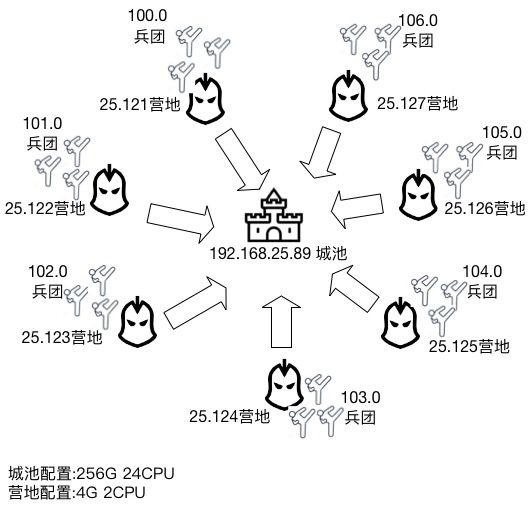 100.0
兵团
25.121营地
106.0
兵团
25.127营地
101.0
兵团
25.122营地
105.0
兵团
25.126营地
192.168.25.89 城池
102.0
兵团
25.123营地
104.0
兵团
25.125营地
103.0
兵团
25.124营地
城池配置:256G 24CPU
营地配置:4G 2CPU